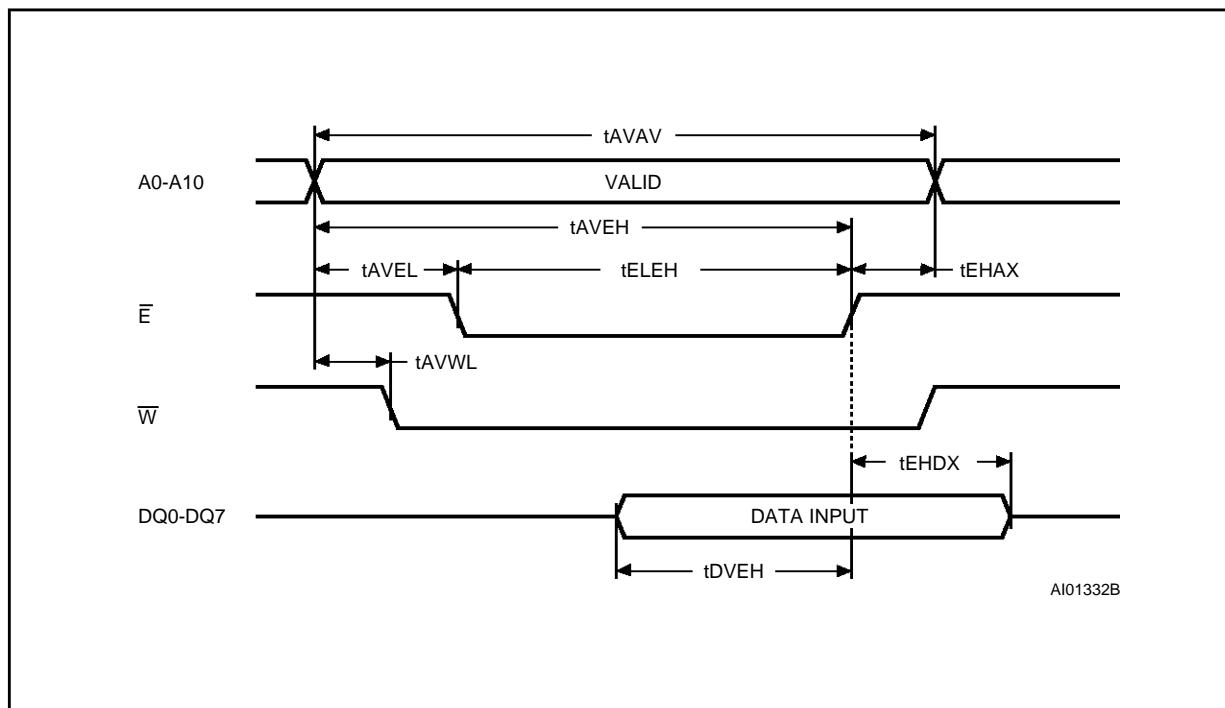 tAVAV
A0-A10
VALID
tAVEH
tAVEL
tELEH
tEHAX
E̅
tAVWL
W̅
tEHDX
DQ0-DQ7
DATA INPUT
tDVEH
AI01332B